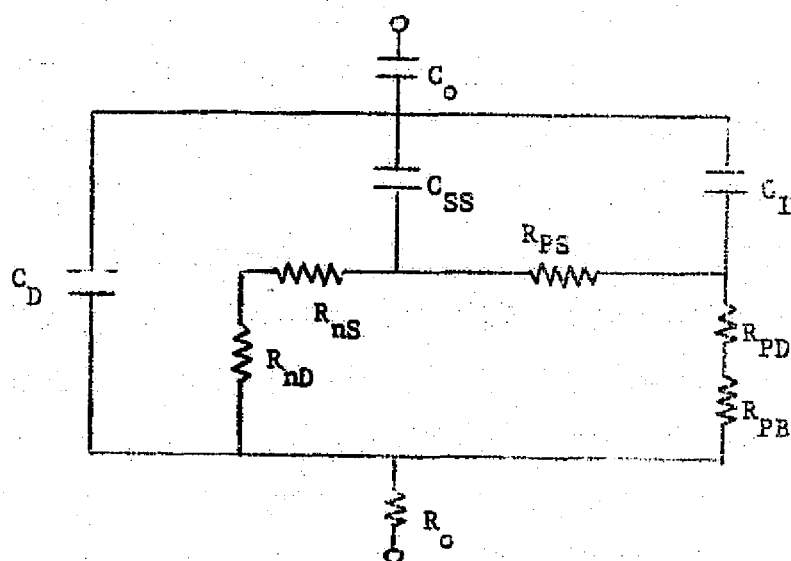 C_o
C_SS
C_I
R_PS
C_D
R_nS
R_nD
R_PD
R_PB
R_o